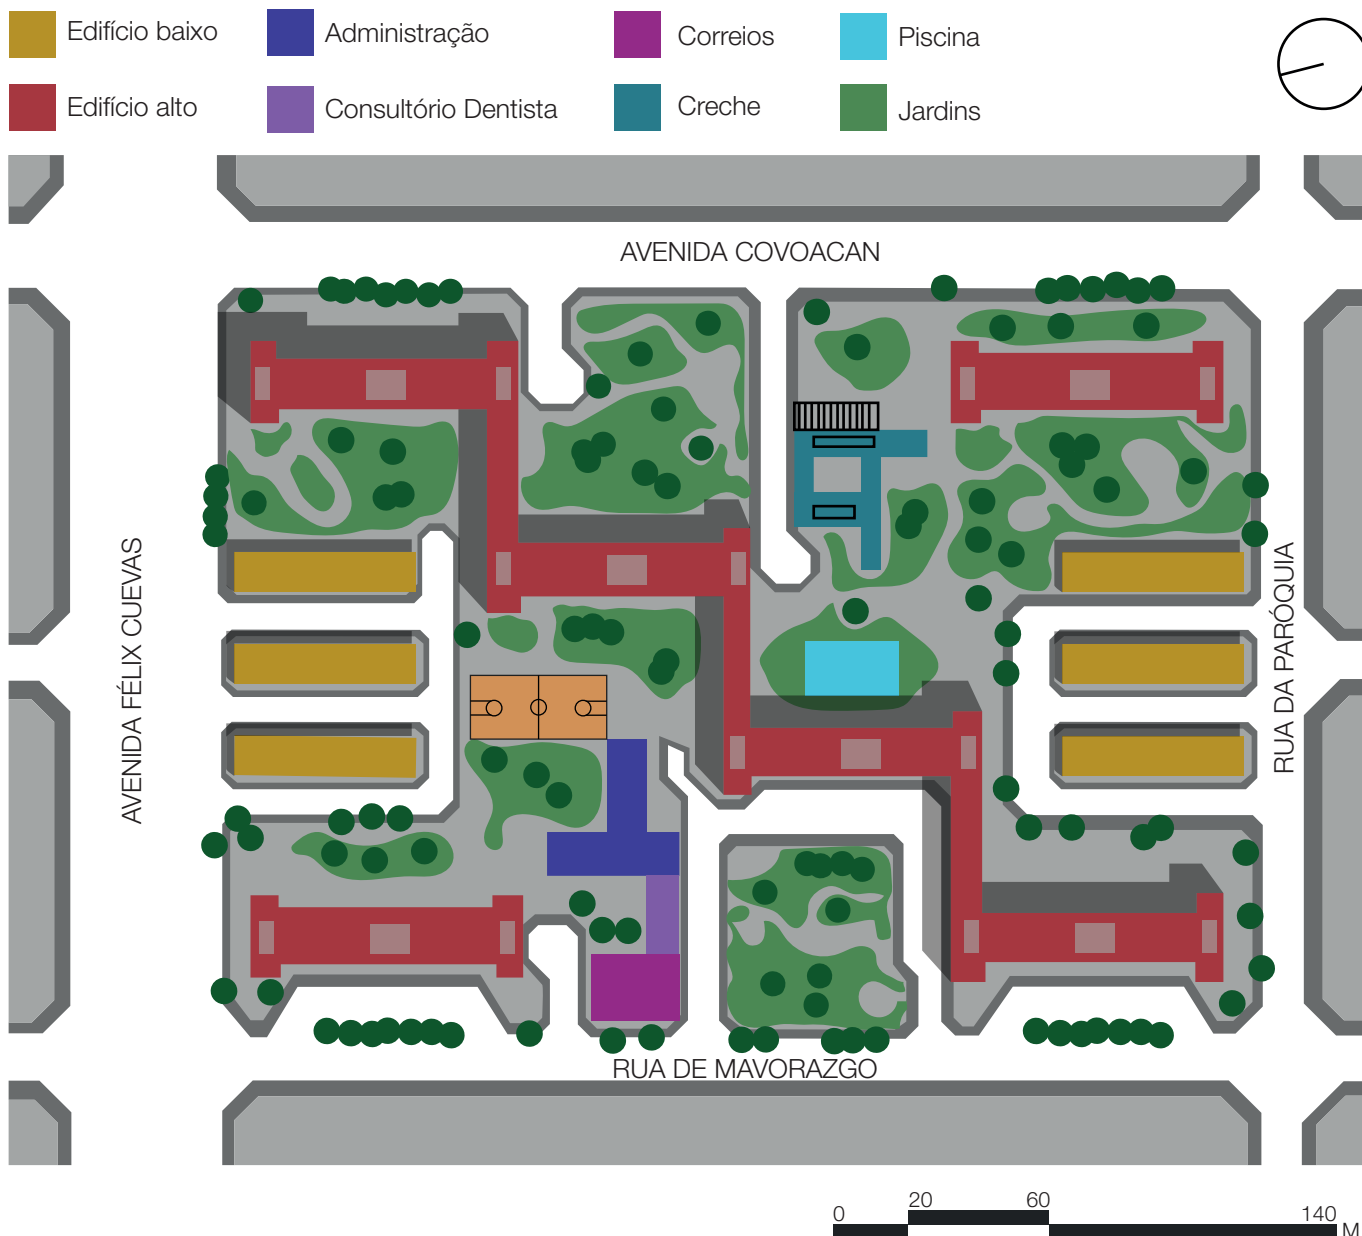 Edifício baixo
Administração
Correios
Piscina
Edifício alto
Consultório Dentista
Creche
Jardins
AVENIDA COVOACAN
AVENIDA FÉLIX CUEVAS
RUA DA PARÓQUIA
RUA DE MAVORAZGO
0 20 60 140 M